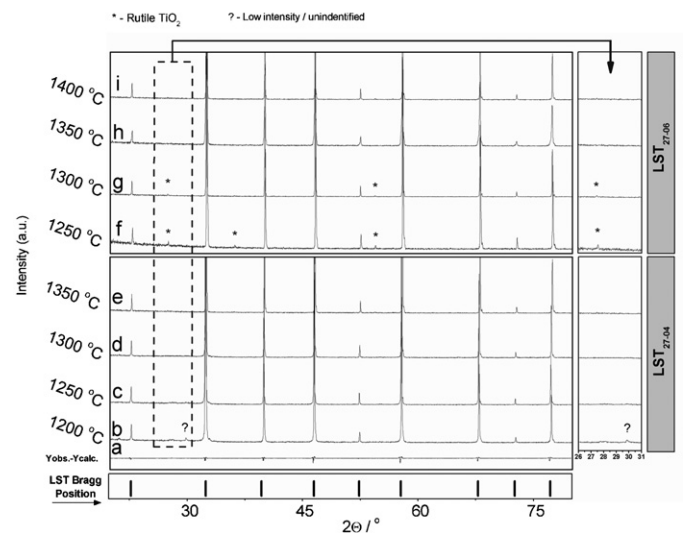 * - Rutile TiO2 ? - Low intensity / unidentified
1400 °C i
1350 °C h
1300 °C g * * *
1250 °C f * * * *
LST27-06
Intensity (a.u.)
1350 °C e
1300 °C d
1250 °C c
1200 °C b ? ?
a
LST27-04
Yobs.-Ycalc.
26 27 28 29 30 31
LST Bragg
Position
30 45 60 75
2Θ / °